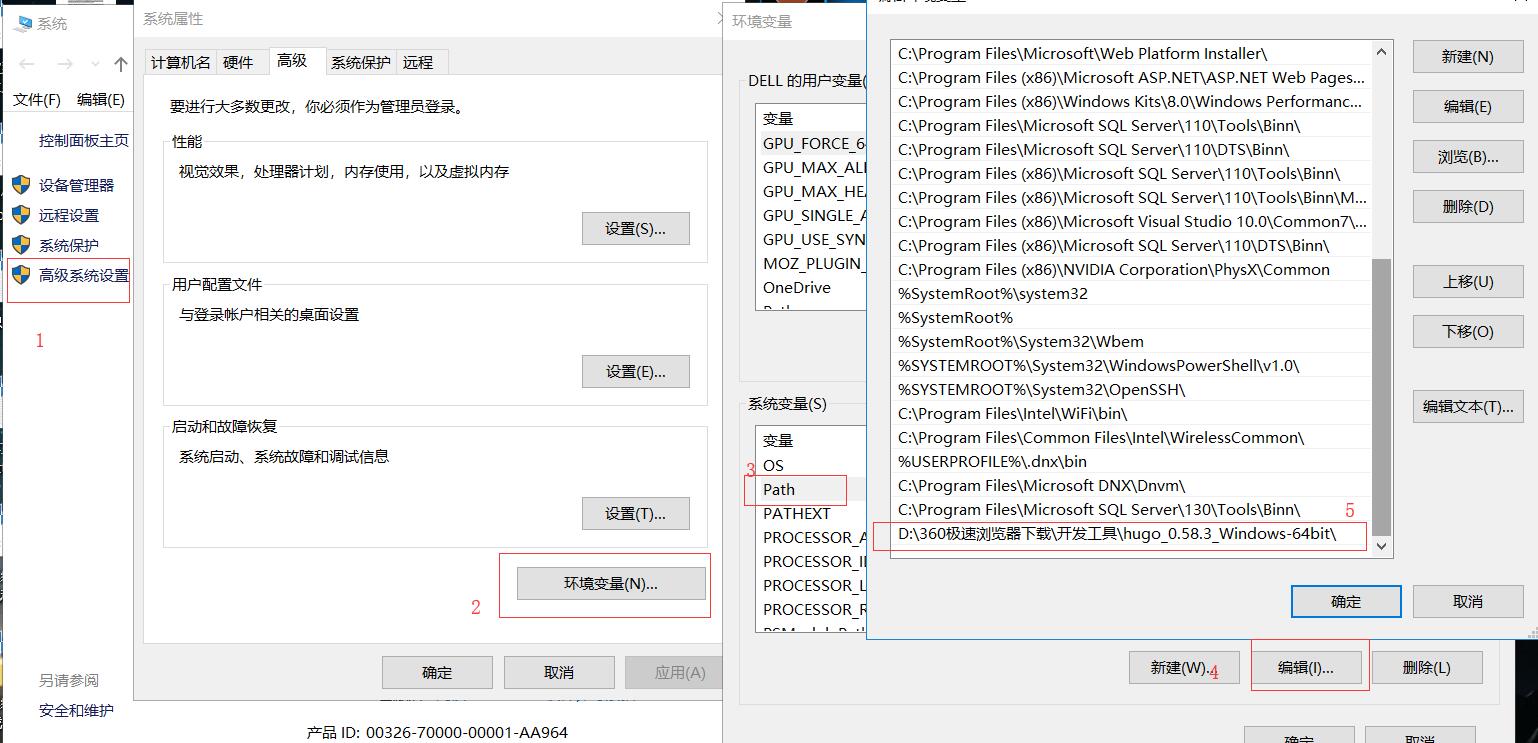 系统
文件(F) 编辑(E)
控制面板主页
设备管理器
远程设置
系统保护
高级系统设置
1
另请参阅
安全和维护
系统属性
计算机名 硬件 高级 系统保护 远程
要进行大多数更改，你必须作为管理员登录。
性能
视觉效果，处理器计划，内存使用，以及虚拟内存
设置(S)...
用户配置文件
与登录帐户相关的桌面设置
设置(E)...
启动和故障恢复
系统启动、系统故障和调试信息
设置(T)...
环境变量(N)...
2
确定 取消 应用(A)
产品 ID: 00326-70000-00001-AA964
环境变量
DELL 的用户变量(
变量
GPU_FORCE_6
GPU_MAX_ALL
GPU_MAX_HEA
GPU_SINGLE_A
GPU_USE_SYN
MOZ_PLUGIN_
OneDrive
系统变量(S)
变量
OS
3
Path
PATHEXT
PROCESSOR_A
PROCESSOR_I
PROCESSOR_L
PROCESSOR_R
新建(W)... 4 编辑(I)... 删除(L)
确定 取消
C:\Program Files\Microsoft\Web Platform Installer\
C:\Program Files (x86)\Microsoft ASP.NET\ASP.NET Web Pages...
C:\Program Files (x86)\Windows Kits\8.0\Windows Performanc...
C:\Program Files\Microsoft SQL Server\110\Tools\Binn\
C:\Program Files\Microsoft SQL Server\110\DTS\Binn\
C:\Program Files (x86)\Microsoft SQL Server\110\Tools\Binn\
C:\Program Files (x86)\Microsoft SQL Server\110\Tools\Binn\M...
C:\Program Files (x86)\Microsoft Visual Studio 10.0\Common7\...
C:\Program Files (x86)\Microsoft SQL Server\110\DTS\Binn\
C:\Program Files (x86)\NVIDIA Corporation\PhysX\Common
%SystemRoot%\system32
%SystemRoot%
%SystemRoot%\System32\Wbem
%SYSTEMROOT%\System32\WindowsPowerShell\v1.0\
%SYSTEMROOT%\System32\OpenSSH\
C:\Program Files\Intel\WiFi\bin\
C:\Program Files\Common Files\Intel\WirelessCommon\
%USERPROFILE%\.dnx\bin
C:\Program Files\Microsoft DNX\Dnvm\
C:\Program Files\Microsoft SQL Server\130\Tools\Binn\
5
D:\360极速浏览器下载\开发工具\hugo_0.58.3_Windows-64bit\
新建(N)
编辑(E)
浏览(B)...
删除(D)
上移(U)
下移(O)
编辑文本(T)...
确定 取消